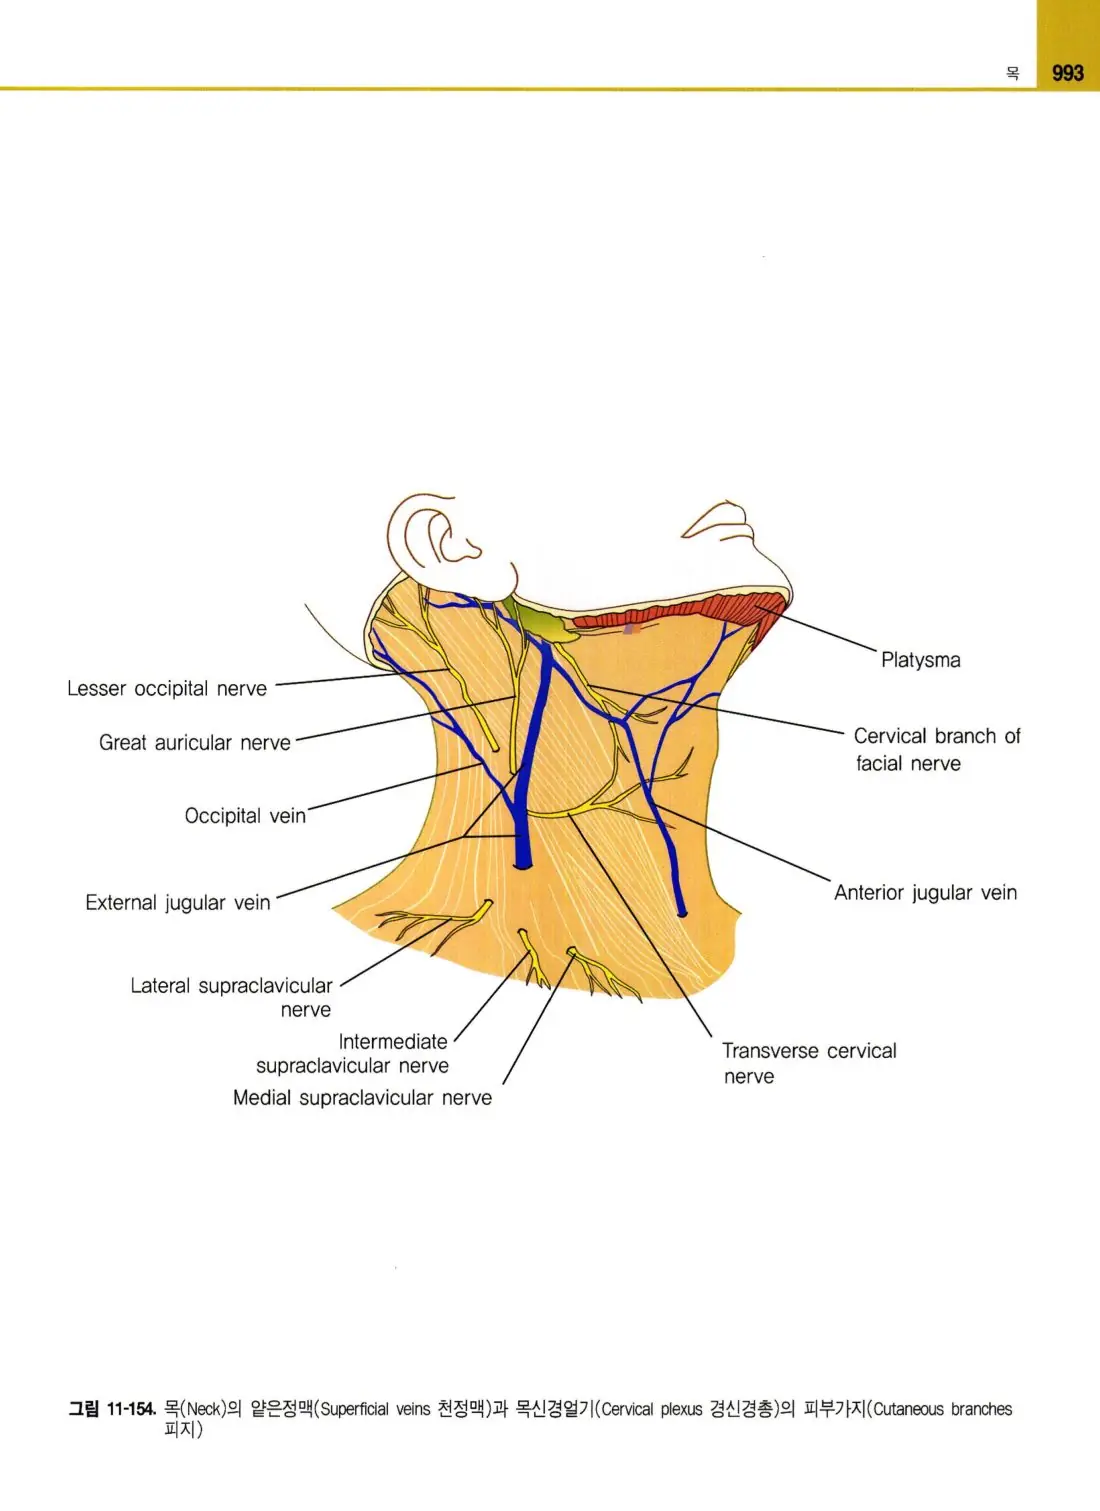 목 993
Platysma
Lesser occipital nerve
Cervical branch of
facial nerve
Great auricular nerve
Occipital vein
Anterior jugular vein
External jugular vein
Lateral supraclavicular
nerve
Intermediate
supraclavicular nerve
Transverse cervical
nerve
Medial supraclavicular nerve
그림 11-154. 목(Neck)의 얕은정맥(Superficial veins 천정맥)과 목신경얼기(Cervical plexus 경신경총)의 피부가지(Cutaneous branches
피지)